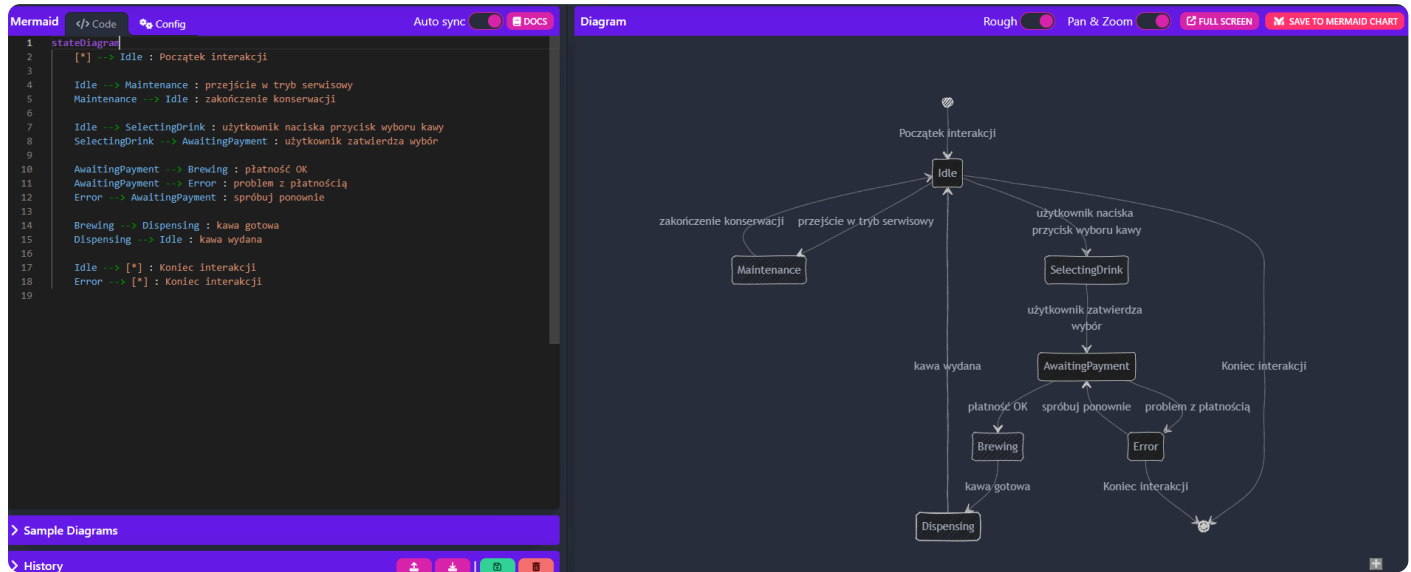 Mermaid
</> Code
Config
Auto sync
DOCS
1 stateDiagram
2 [*] --> Idle : Początek interakcji
3
4 Idle --> Maintenance : przejście w tryb serwisowy
5 Maintenance --> Idle : zakończenie konserwacji
6
7 Idle --> SelectingDrink : użytkownik naciska przycisk wyboru kawy
8 SelectingDrink --> AwaitingPayment : użytkownik zatwierdza wybór
9
10 AwaitingPayment --> Brewing : płatność OK
11 AwaitingPayment --> Error : problem z płatnością
12 Error --> AwaitingPayment : spróbuj ponownie
13
14 Brewing --> Dispensing : kawa gotowa
15 Dispensing --> Idle : kawa wydana
16
17 Idle --> [*] : Koniec interakcji
18 Error --> [*] : Koniec interakcji
19
Sample Diagrams
History
Diagram
Rough
Pan & Zoom
FULL SCREEN
SAVE TO MERMAID CHART
Początek interakcji
Idle
zakończenie konserwacji
przejście w tryb serwisowy
użytkownik naciska
przycisk wyboru kawy
Maintenance
SelectingDrink
użytkownik zatwierdza
wybór
kawa wydana
AwaitingPayment
Koniec interakcji
płatność OK
spróbuj ponownie
problem z płatnością
Brewing
Error
kawa gotowa
Koniec interakcji
Dispensing